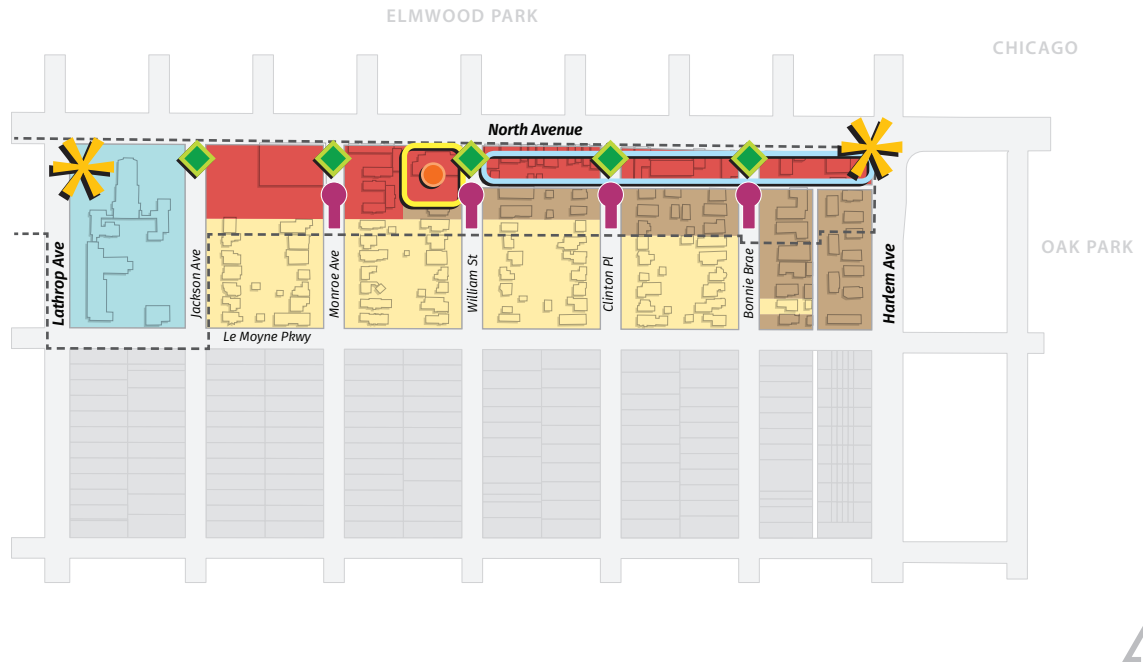 ELMWOOD PARK
CHICAGO
North Avenue
OAK PARK
Lathrop Ave
Jackson Ave
Monroe Ave
William St
Clinton Pl
Bonnie Brae
Harlem Ave
Le Moyne Pkwy